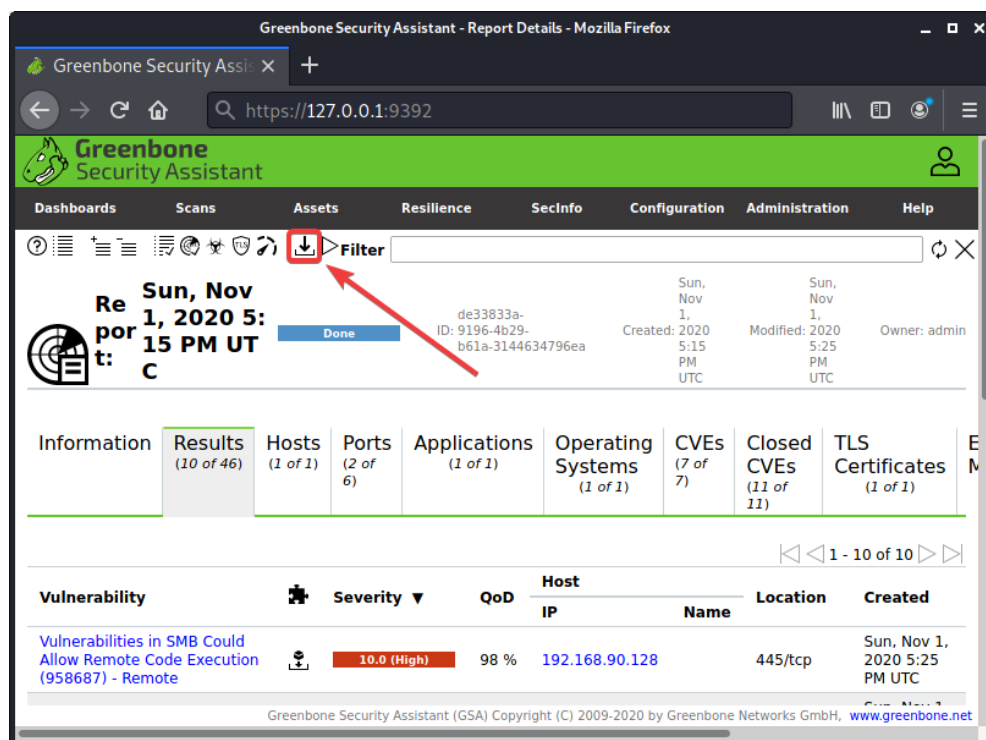 Greenbone Security Assistant - Report Details - Mozilla Firefox
Greenbone Security Assis
https://127.0.0.1:9392
Greenbone
Security Assistant
Dashboards Scans Assets Resilience SecInfo Configuration Administration Help
TLS
Filter
Report: Sun, Nov 1, 2020 5:15 PM UTC
Done
ID: de33833a-9196-4b29-b61a-3144634796ea
Created: Sun, Nov 1, 2020 5:15 PM UTC
Modified: Sun, Nov 1, 2020 5:25 PM UTC
Owner: admin
Information
Results
(10 of 46)
Hosts
(1 of 1)
Ports
(2 of
6)
Applications
(1 of 1)
Operating
Systems
(1 of 1)
CVEs
(7 of
7)
Closed
CVEs
(11 of
11)
TLS
Certificates
(1 of 1)
1 - 10 of 10
Vulnerability Severity ▼ QoD Host Location Created
IP Name
Vulnerabilities in SMB Could
Allow Remote Code Execution
(958687) - Remote
10.0 (High) 98 % 192.168.90.128 445/tcp
Sun, Nov 1,
2020 5:25
PM UTC
Greenbone Security Assistant (GSA) Copyright (C) 2009-2020 by Greenbone Networks GmbH, www.greenbone.net